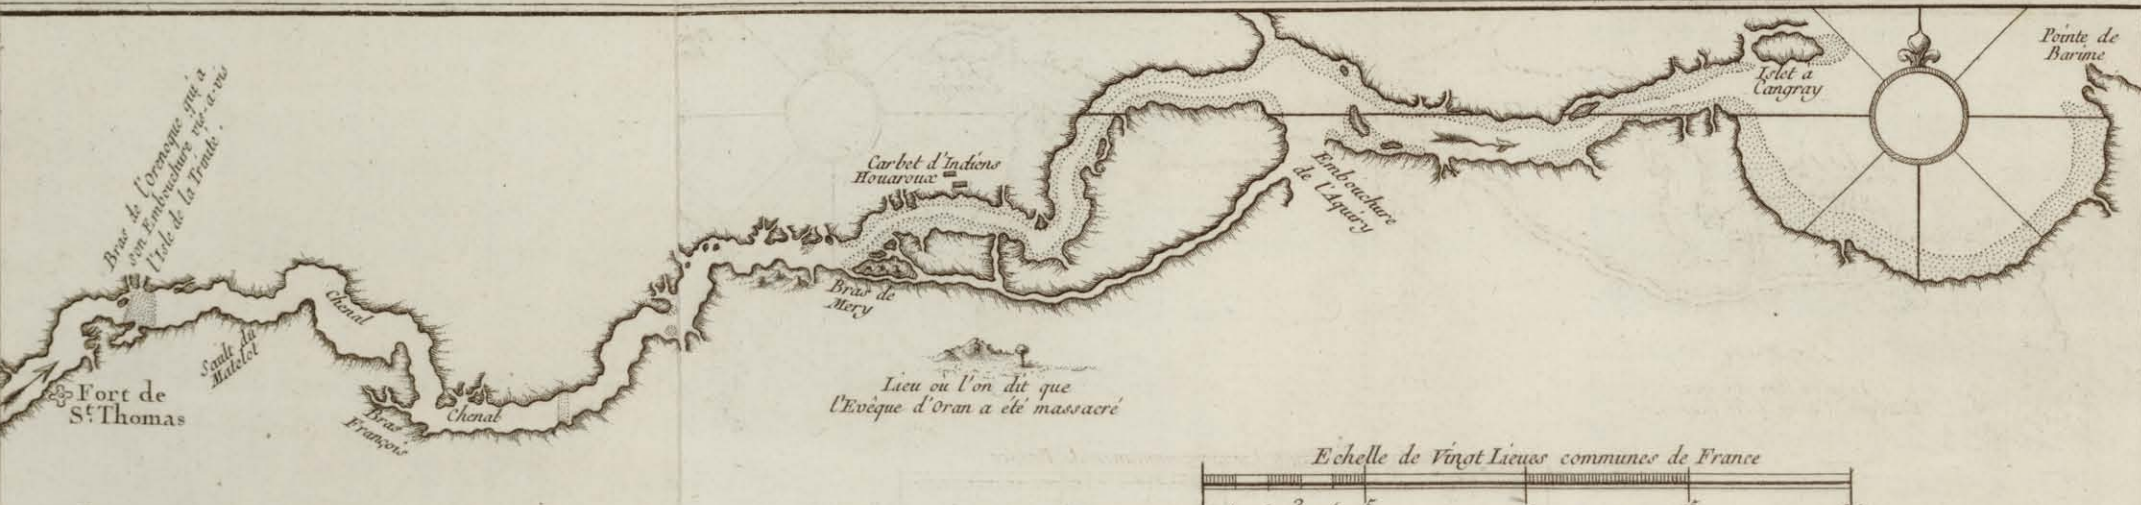 Bras de l'Orenoque qui a
son Embouchure vis-a-vis
l'Isle de la Trinité.
Fort de
St. Thomas
Sault du
Matelot
Chenal
Bras
François
Chenal
Carbet d'Indiens
Houaroux
Bras de
Mery
Lieu où l'on dit que
l'Evêque d'Oran a été massacré
Embouchure
de l'Aquiry
Islet à
Cangray
Pointe de
Barime
Echelle de Vingt Lieues communes de France